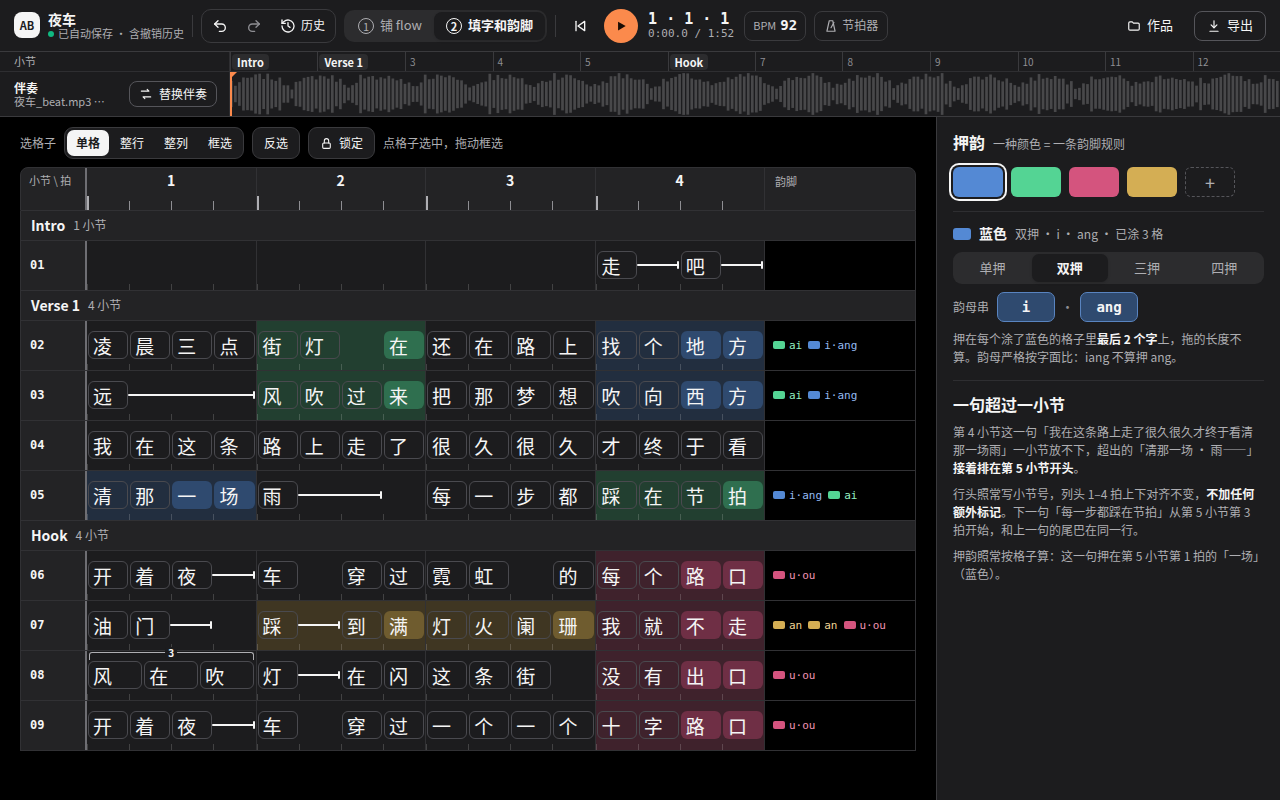 AB 夜车 已自动保存 · 含撤销历史 历史 1 铺 flow 2 填字和韵脚 1 · 1 · 1 0:00.0 / 1:52 BPM 92 节拍器 作品 导出
小节 Intro Verse 1 3 4 5 Hook 7 8 9 10 11 12
伴奏 夜车_beat.mp3 ··· 替换伴奏
选格子 单格 整行 整列 框选 反选 锁定 点格子选中，拖动框选
小节 \ 拍 1 2 3 4 韵脚
Intro 1 小节
01 走 吧
Verse 1 4 小节
02 凌 晨 三 点 街 灯 在 还 在 路 上 找 个 地 方 ai i·ang
03 远 风 吹 过 来 把 那 梦 想 吹 向 西 方 ai i·ang
04 我 在 这 条 路 上 走 了 很 久 很 久 才 终 于 看
05 清 那 一 场 雨 每 一 步 都 踩 在 节 拍 i·ang ai
Hook 4 小节
06 开 着 夜 车 穿 过 霓 虹 的 每 个 路 口 u·ou
07 油 门 踩 到 满 灯 火 阑 珊 我 就 不 走 an an u·ou
3
08 风 在 吹 灯 在 闪 这 条 街 没 有 出 口 u·ou
09 开 着 夜 车 穿 过 一 个 一 个 十 字 路 口 u·ou
押韵 一种颜色 = 一条韵脚规则
+
蓝色 双押 · i · ang · 已涂 3 格
单押 双押 三押 四押
韵母串 i · ang
押在每个涂了蓝色的格子里最后 2 个字上，拖的长度不
算。韵母严格按字面比：iang 不算押 ang。
一句超过一小节
第 4 小节这一句「我在这条路上走了很久很久才终于看清
那一场雨」一小节放不下，超出的「清那一场 · 雨——」
接着排在第 5 小节开头。
行头照常写小节号，列头 1–4 拍上下对齐不变，不加任何
额外标记。下一句「每一步都踩在节拍」从第 5 小节第 3
拍开始，和上一句的尾巴在同一行。
押韵照常按格子算：这一句押在第 5 小节第 1 拍的「一场」
（蓝色）。